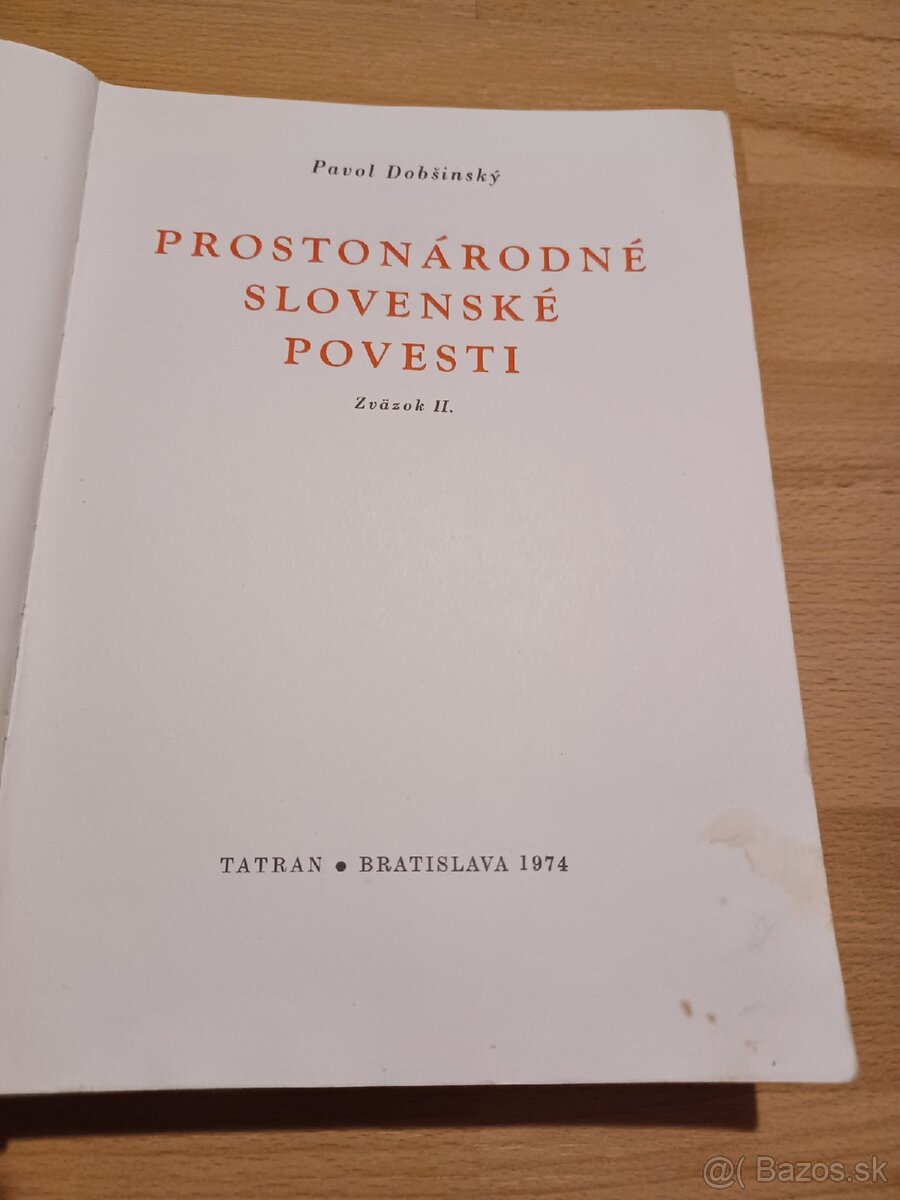 Pavol Dobšinský
PROSTONÁRODNÉ
SLOVENSKÉ
POVESTI
Zväzok II.
TATRAN ● BRATISLAVA 1974
@( Bazos.sk